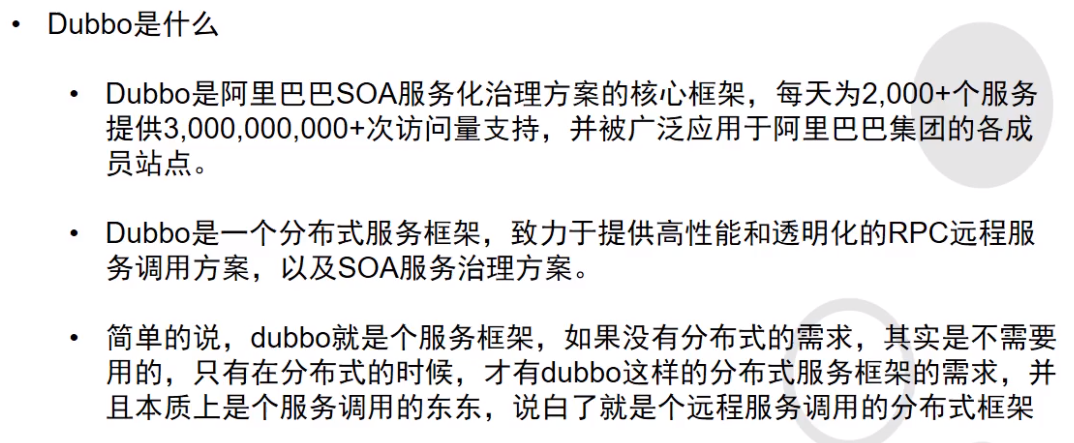 • Dubbo是什么
• Dubbo是阿里巴巴SOA服务化治理方案的核心框架，每天为2,000+个服务
提供3,000,000,000+次访问量支持，并被广泛应用于阿里巴巴集团的各成
员站点。
• Dubbo是一个分布式服务框架，致力于提供高性能和透明化的RPC远程服
务调用方案，以及SOA服务治理方案。
• 简单的说，dubbo就是个服务框架，如果没有分布式的需求，其实是不需要
用的，只有在分布式的时候，才有dubbo这样的分布式服务框架的需求，并
且本质上是个服务调用的东东，说白了就是个远程服务调用的分布式框架